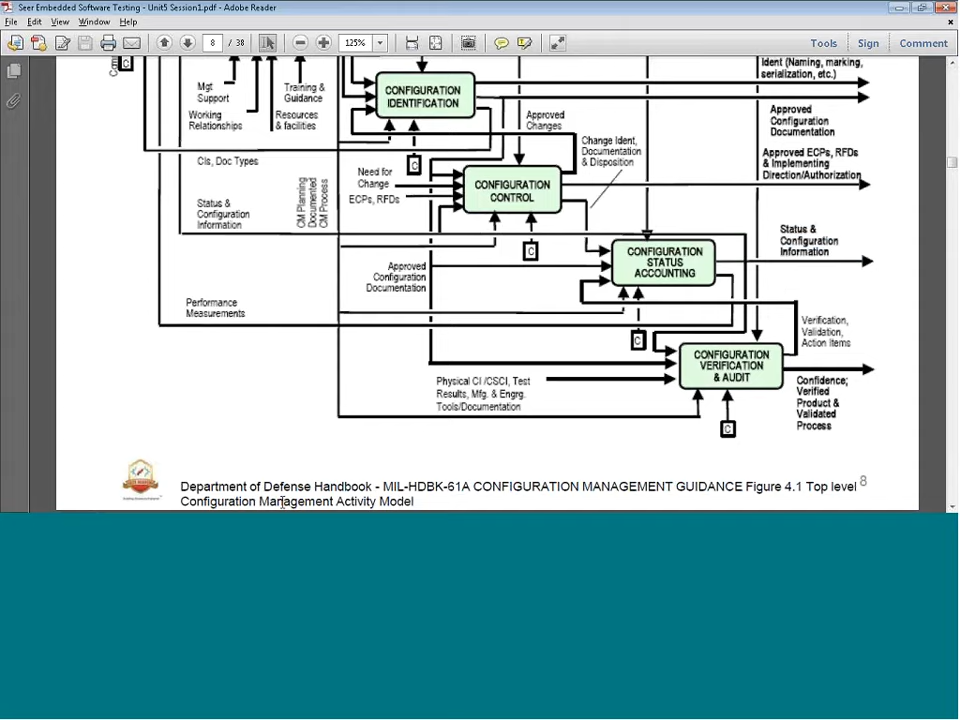 Seer Embedded Software Testing - Unit5 Session1.pdf - Adobe Reader
File Edit View Window Help
8 / 38 125% Tools Sign Comment
C
Mgt
Support
Training &
Guidance
Working
Relationships
Resources
& facilities
CONFIGURATION
IDENTIFICATION
Ident (Naming, marking,
serialization, etc.)
Approved
Configuration
Documentation
Approved
Changes
CIs, Doc Types
C
Need for
Change
ECPs, RFDs
Change Ident,
Documentation
& Disposition
Approved ECPs, RFDs
& Implementing
Direction/Authorization
CONFIGURATION
CONTROL
CM Planning
Documented
CM Process
Status &
Configuration
Information
C
CONFIGURATION
STATUS
ACCOUNTING
Status &
Configuration
Information
Approved
Configuration
Documentation
Performance
Measurements
C
Verification,
Validation,
Action Items
CONFIGURATION
VERIFICATION
& AUDIT
Physical CI /CSCI, Test
Results, Mfg. & Engrg.
Tools/Documentation
Confidence;
Verified
Product &
Validated
Process
C
Department of Defense Handbook - MIL-HDBK-61A CONFIGURATION MANAGEMENT GUIDANCE Figure 4.1 Top level
Configuration Management Activity Model
8